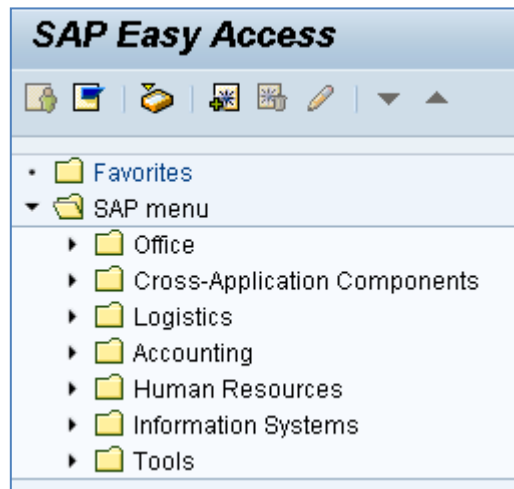 SAP Easy Access
Favorites
SAP menu
Office
Cross-Application Components
Logistics
Accounting
Human Resources
Information Systems
Tools